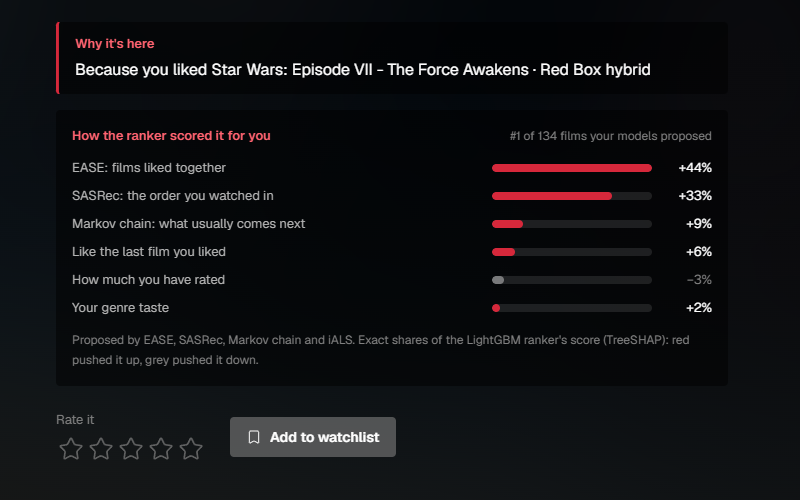 Why it's here
Because you liked Star Wars: Episode VII - The Force Awakens · Red Box hybrid
How the ranker scored it for you
#1 of 134 films your models proposed
EASE: films liked together
+44%
SASRec: the order you watched in
+33%
Markov chain: what usually comes next
+9%
Like the last film you liked
+6%
How much you have rated
−3%
Your genre taste
+2%
Proposed by EASE, SASRec, Markov chain and iALS. Exact shares of the LightGBM ranker's score (TreeSHAP): red
pushed it up, grey pushed it down.
Rate it
Add to watchlist